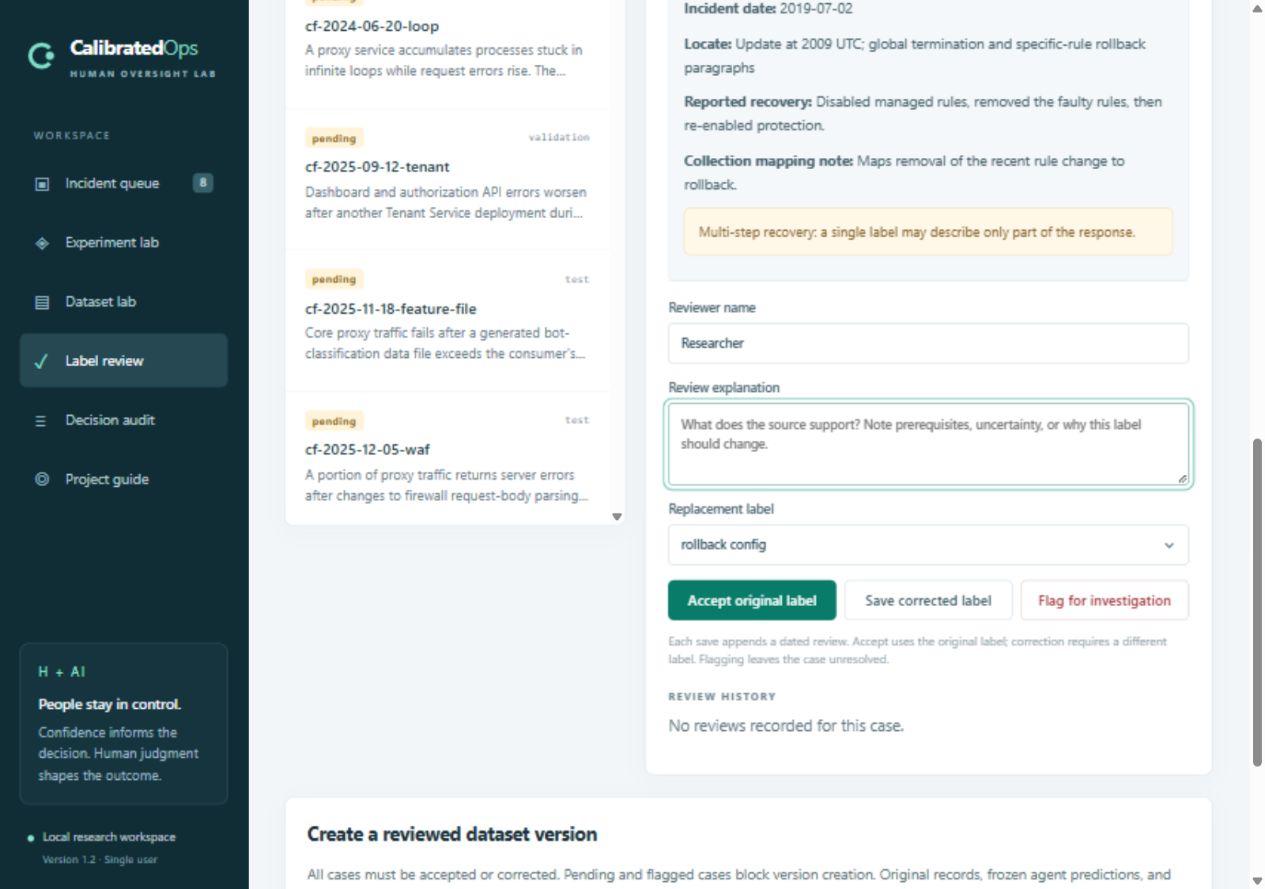 CalibratedOps
HUMAN OVERSIGHT LAB
WORKSPACE
Incident queue 8
Experiment lab
Dataset lab
Label review
Decision audit
Project guide
H + AI
People stay in control.
Confidence informs the
decision. Human judgment
shapes the outcome.
Local research workspace
Version 1.2 · Single user
pending
cf-2024-06-20-loop
A proxy service accumulates processes stuck in
infinite loops while request errors rise. The...
pending validation
cf-2025-09-12-tenant
Dashboard and authorization API errors worsen
after another Tenant Service deployment duri...
pending test
cf-2025-11-18-feature-file
Core proxy traffic fails after a generated bot-
classification data file exceeds the consumer's...
pending test
cf-2025-12-05-waf
A portion of proxy traffic returns server errors
after changes to firewall request-body parsing...
Incident date: 2019-07-02
Locate: Update at 2009 UTC; global termination and specific-rule rollback
paragraphs
Reported recovery: Disabled managed rules, removed the faulty rules, then
re-enabled protection.
Collection mapping note: Maps removal of the recent rule change to
rollback.
Multi-step recovery: a single label may describe only part of the response.
Reviewer name
Researcher
Review explanation
What does the source support? Note prerequisites, uncertainty, or why this label
should change.
Replacement label
rollback config
Accept original label Save corrected label Flag for investigation
Each save appends a dated review. Accept uses the original label; correction requires a different
label. Flagging leaves the case unresolved.
REVIEW HISTORY
No reviews recorded for this case.
Create a reviewed dataset version
All cases must be accepted or corrected. Pending and flagged cases block version creation. Original records, frozen agent predictions, and